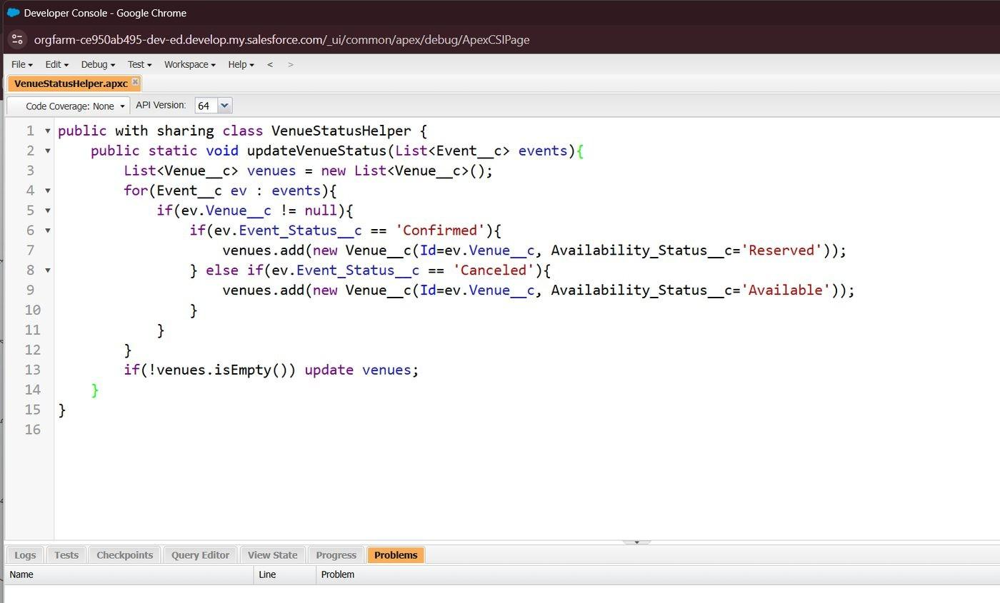 Developer Console - Google Chrome
orgfarm-ce950ab495-dev-ed.develop.my.salesforce.com/_ui/common/apex/debug/ApexCSIPage
File Edit Debug Test Workspace Help < >
VenueStatusHelper.apxc
Code Coverage: None API Version: 64
1 public with sharing class VenueStatusHelper {
2 public static void updateVenueStatus(List<Event__c> events){
3 List<Venue__c> venues = new List<Venue__c>();
4 for(Event__c ev : events){
5 if(ev.Venue__c != null){
6 if(ev.Event_Status__c == 'Confirmed'){
7 venues.add(new Venue__c(Id=ev.Venue__c, Availability_Status__c='Reserved'));
8 } else if(ev.Event_Status__c == 'Canceled'){
9 venues.add(new Venue__c(Id=ev.Venue__c, Availability_Status__c='Available'));
10 }
11 }
12 }
13 if(!venues.isEmpty()) update venues;
14 }
15 }
16
Logs Tests Checkpoints Query Editor View State Progress Problems
Name Line Problem